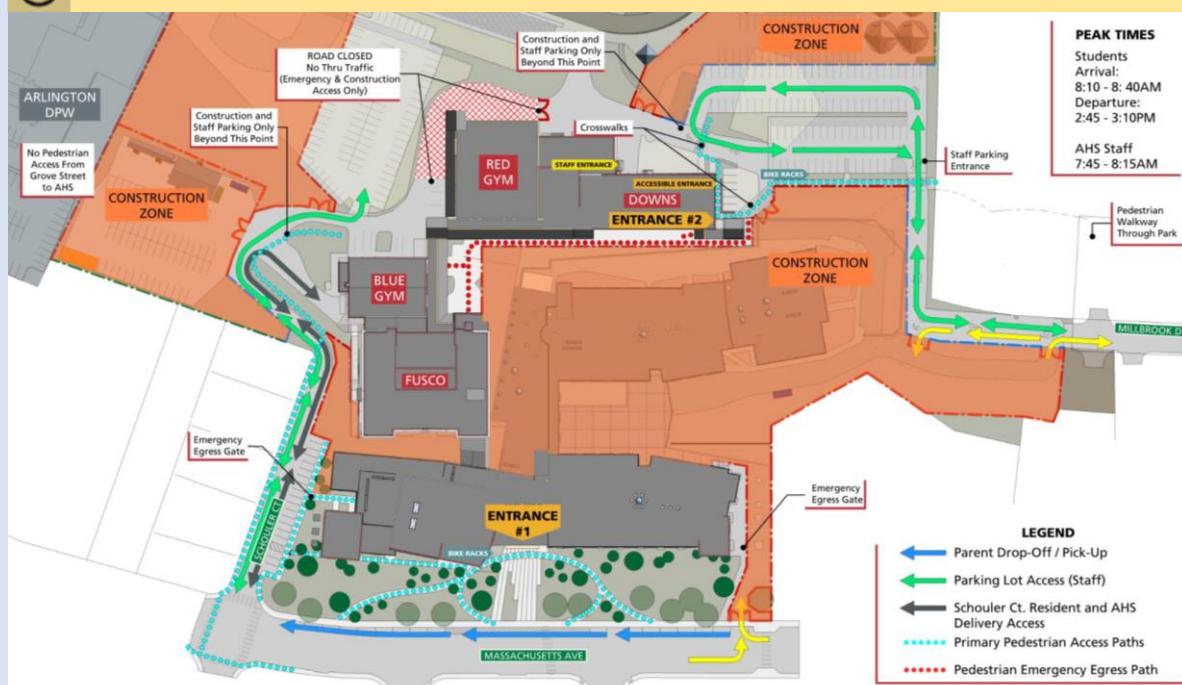 ROAD CLOSED
No Thru Traffic
(Emergency & Construction
Access Only)
Construction and
Staff Parking Only
Beyond This Point
CONSTRUCTION
ZONE
PEAK TIMES
Students
Arrival:
8:10 - 8: 40AM
Departure:
2:45 - 3:10PM
AHS Staff
7:45 - 8:15AM
ARLINGTON
DPW
Construction and
Staff Parking Only
Beyond This Point
No Pedestrian
Access From
Grove Street
to AHS
CONSTRUCTION
ZONE
Crosswalks
RED
GYM
STAFF ENTRANCE
ACCESSIBLE ENTRANCE
DOWNS
ENTRANCE #2
BIKE RACKS
Staff Parking
Entrance
Pedestrian
Walkway
Through Park
CONSTRUCTION
ZONE
BLUE
GYM
FUSCO
MILLBROOK D
Emergency
Egress Gate
SCHOULER CT
ENTRANCE
#1
BIKE RACKS
Emergency
Egress Gate
MASSACHUSETTS AVE
LEGEND
Parent Drop-Off / Pick-Up
Parking Lot Access (Staff)
Schouler Ct. Resident and AHS
Delivery Access
Primary Pedestrian Access Paths
Pedestrian Emergency Egress Path